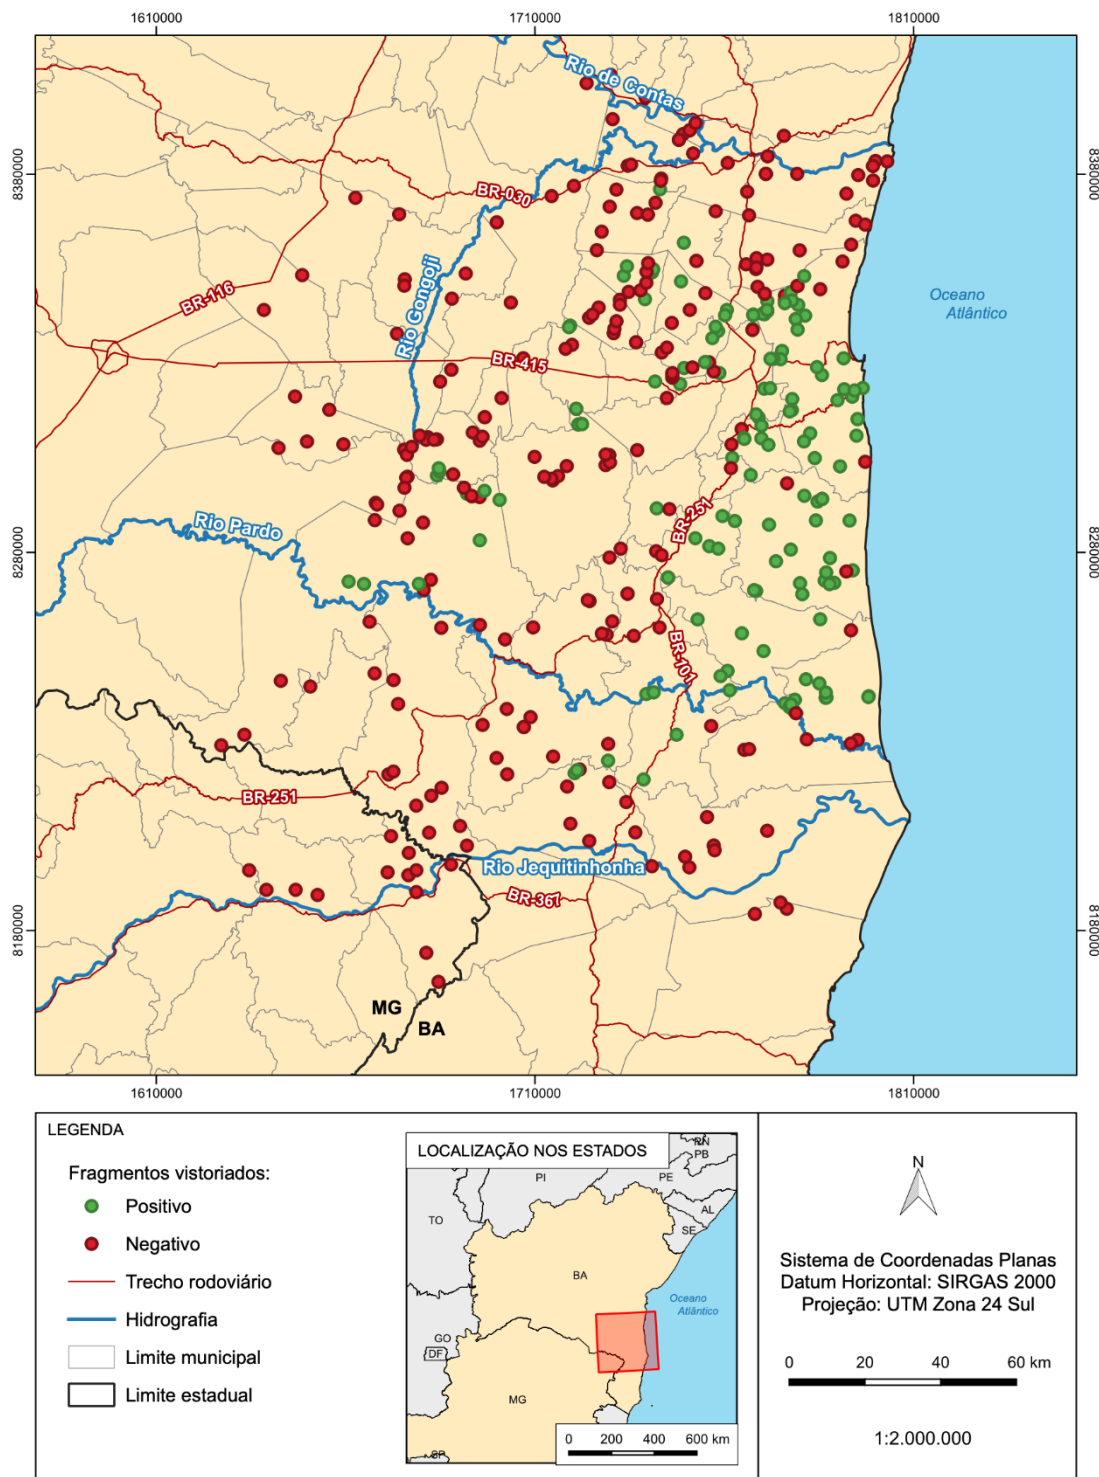 1610000
1710000
1810000
Rio de Contas
8380000
8380000
BR-030
Rio Gongoji
BR-116
Oceano
Atlântico
BR-415
BR-251
Rio Pardo
8280000
8280000
BR-101
BR-251
Rio Jequitinhonha
BR-367
8180000
8180000
MG
BA
1610000
1710000
1810000
LEGENDA
Fragmentos vistoriados:
Positivo
Negativo
Trecho rodoviário
Hidrografia
Limite municipal
Limite estadual
LOCALIZAÇÃO NOS ESTADOS
RN
PB
PI
PE
AL
SE
TO
BA
Oceano
Atlântico
GO
DF
MG
SP
0 200 400 600 km
N
Sistema de Coordenadas Planas
Datum Horizontal: SIRGAS 2000
Projeção: UTM Zona 24 Sul
0 20 40 60 km
1:2.000.000